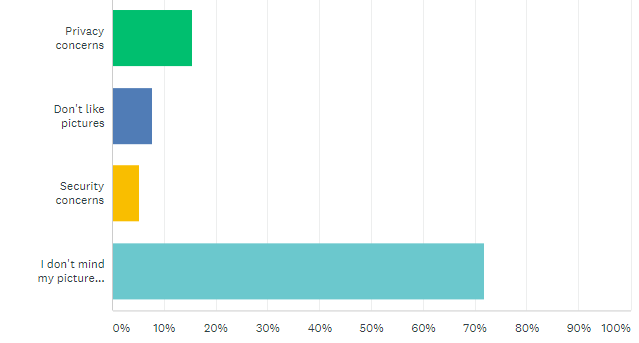 Privacy
concerns
Don't like
pictures
Security
concerns
I don't mind
my picture...
0% 10% 20% 30% 40% 50% 60% 70% 80% 90% 100%